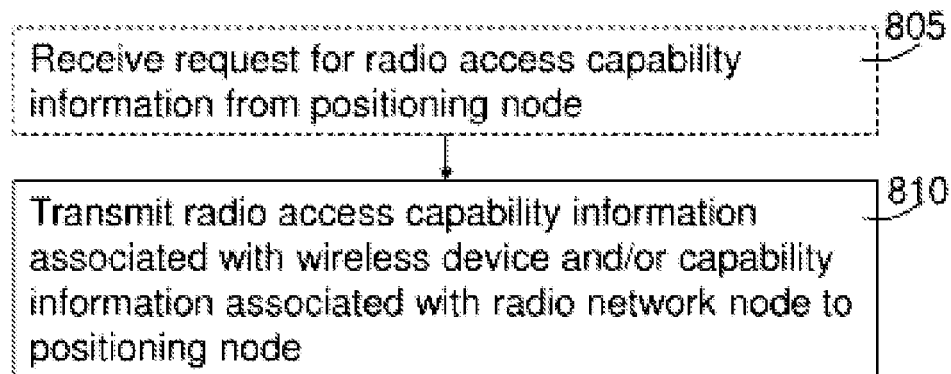 805
Receive request for radio access capability
information from positioning node
810
Transmit radio access capability information
associated with wireless device and/or capability
information associated with radio network node to
positioning node